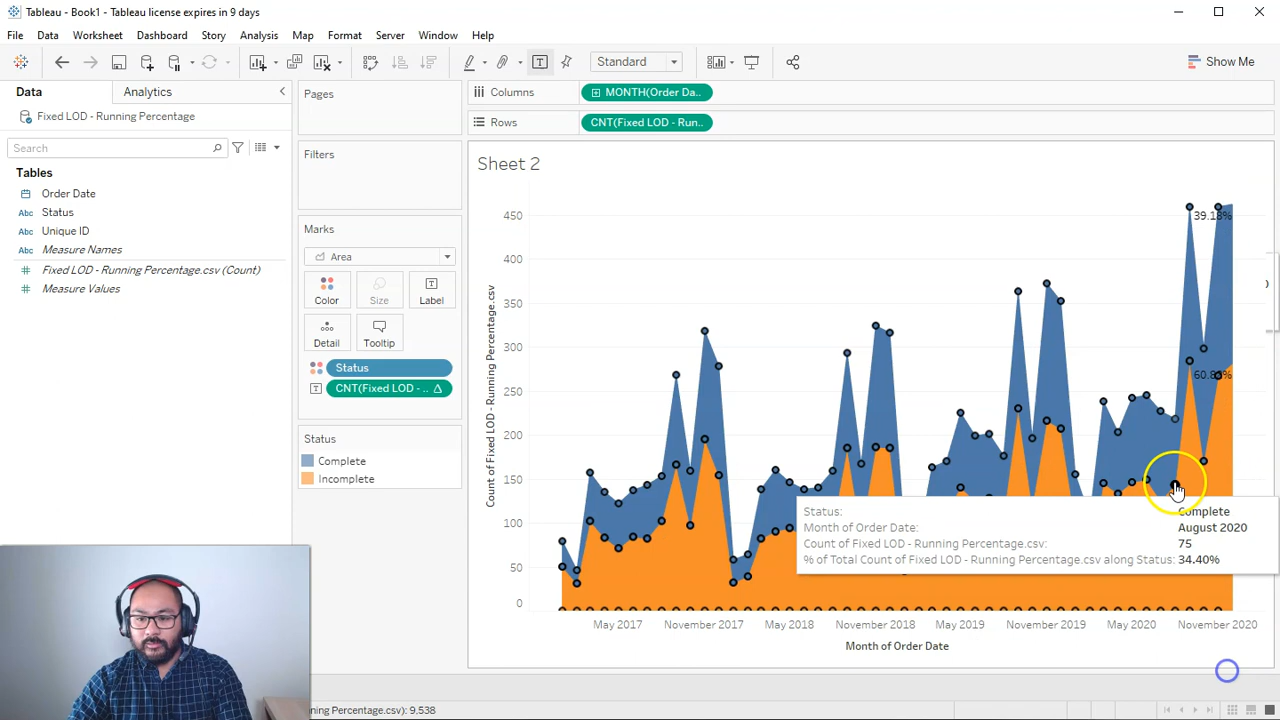 Tableau - Book1 - Tableau license expires in 9 days
File Data Worksheet Dashboard Story Analysis Map Format Server Window Help
Standard
Show Me
Data Analytics
Fixed LOD - Running Percentage
Search
Tables
Order Date
Abc Status
Abc Unique ID
Abc Measure Names
Fixed LOD - Running Percentage.csv (Count)
Measure Values
Pages
Filters
Marks
Area
Color Size Label
Detail Tooltip
Status
CNT(Fixed LOD - ..
Status
Complete
Incomplete
Columns MONTH(Order Da..
Rows CNT(Fixed LOD - Run..
Sheet 2
Count of Fixed LOD - Running Percentage.csv
450
400
350
300
250
200
150
100
50
0
39.18%
May 2017 November 2017 May 2018 November 2018 May 2019 November 2019 May 2020 November 2020
Month of Order Date
Status: Complete
Month of Order Date: August 2020
Count of Fixed LOD - Running Percentage.csv: 75
% of Total Count of Fixed LOD - Running Percentage.csv along Status: 34.40%
ning Percentage.csv): 9.538